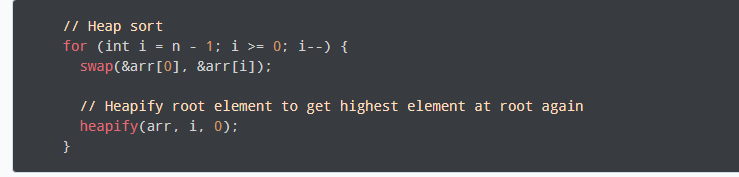 // Heap sort
for (int i = n - 1; i >= 0; i--) {
swap(&arr[0], &arr[i]);
// Heapify root element to get highest element at root again
heapify(arr, i, 0);
}